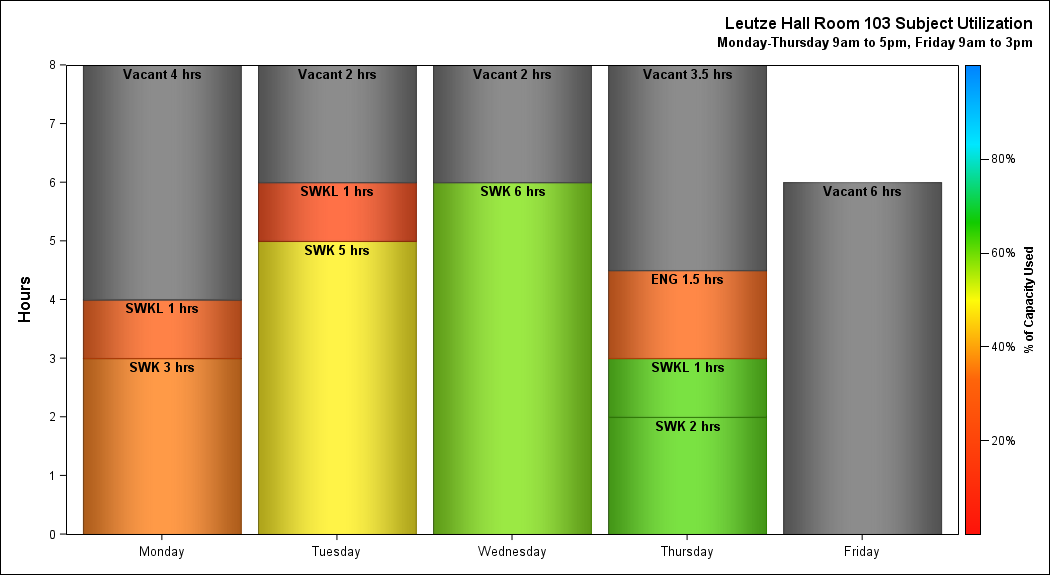 Leutze Hall Room 103 Subject Utilization
Monday-Thursday 9am to 5pm, Friday 9am to 3pm
Hours
8
7
6
5
4
3
2
1
0
Vacant 4 hrs
SWKL 1 hrs
SWK 3 hrs
Vacant 2 hrs
SWKL 1 hrs
SWK 5 hrs
Vacant 2 hrs
SWK 6 hrs
Vacant 3.5 hrs
ENG 1.5 hrs
SWKL 1 hrs
SWK 2 hrs
Vacant 6 hrs
Monday
Tuesday
Wednesday
Thursday
Friday
80%
60%
40%
20%
% of Capacity Used